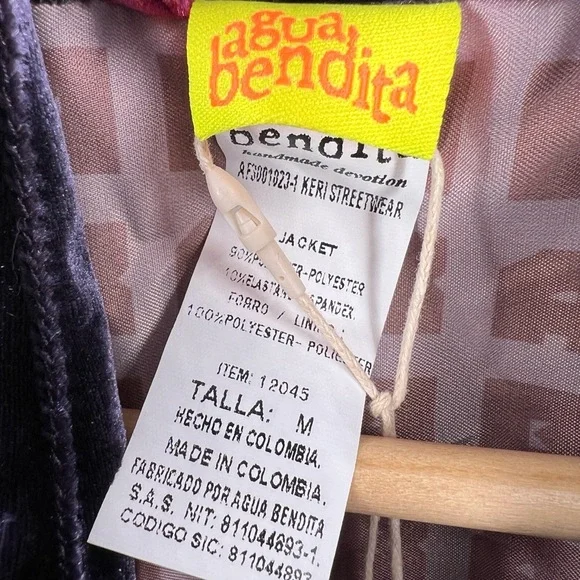 agua
bendita
bendita
handmade devotion
AF3001023-1 KERI STREETWEAR
JACKET
90%POLYESTER-POLYESTER
10%ELASTANO-SPANDEX
FORRO / LINING
100%POLYESTER- POLIESTER
ITEM: 12045
TALLA: M
HECHO EN COLOMBIA.
MADE IN COLOMBIA.
FABRICADO POR AGUA BENDITA
S.A.S. NIT: 811044693-1.
CODIGO SIC: 811044693